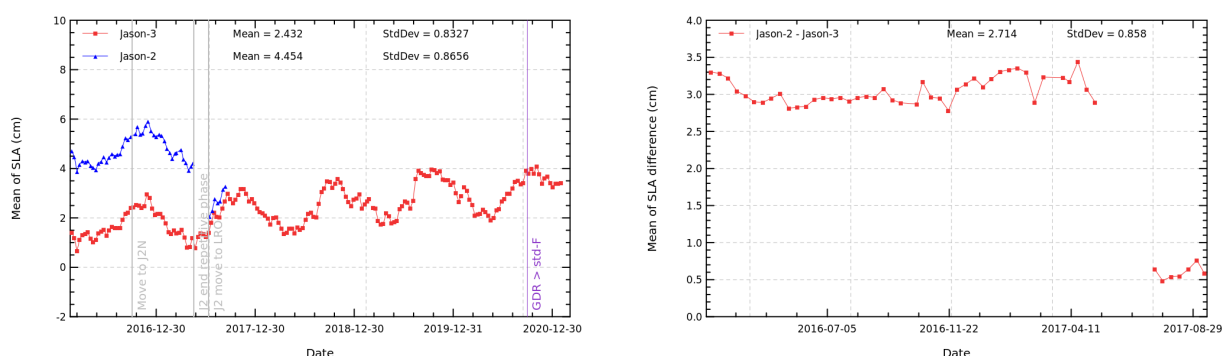 10
8
6
4
2
0
-2
Mean of SLA (cm)
Jason-3 Mean = 2.432 StdDev = 0.8327
Jason-2 Mean = 4.454 StdDev = 0.8656
Move to J2N
J2 end repetitive phase
J2 move to LRO
GDR > std-F
2016-12-30 2017-12-30 2018-12-30 2019-12-31 2020-12-30
Date
4.0
3.5
3.0
2.5
2.0
1.5
1.0
0.5
0.0
Mean of SLA difference (cm)
Jason-2 - Jason-3 Mean = 2.714 StdDev = 0.858
2016-07-05 2016-11-22 2017-04-11 2017-08-29
Date